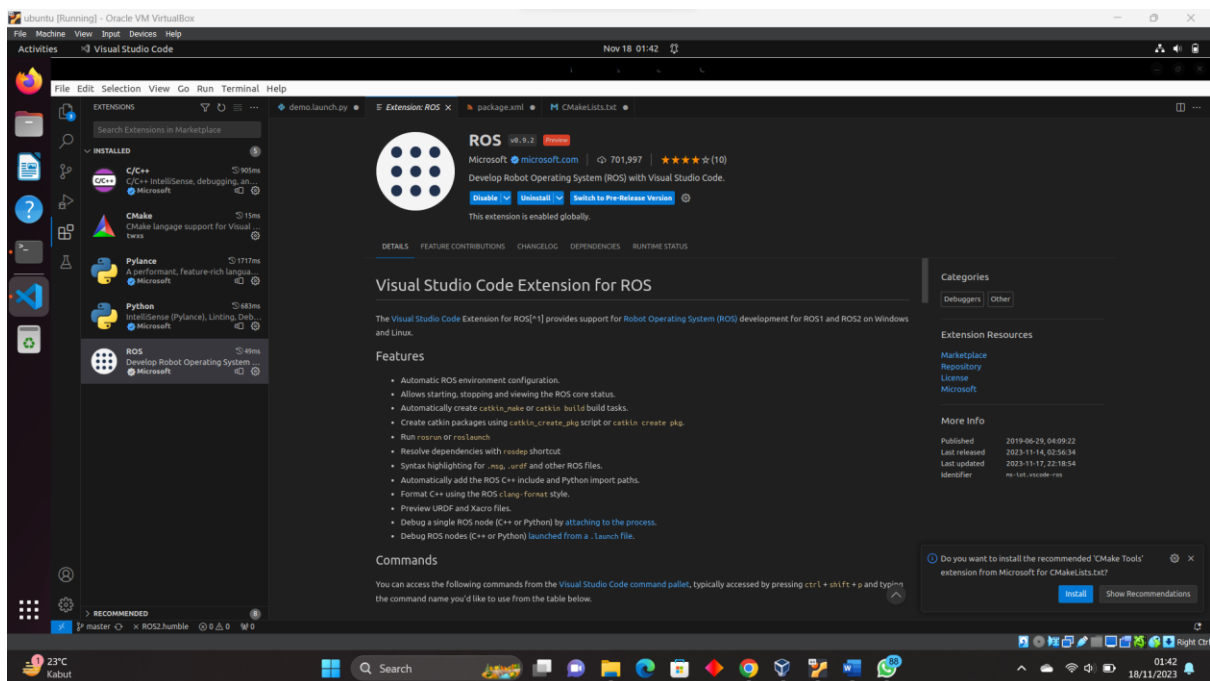 ubuntu [Running] - Oracle VM VirtualBox
File Machine View Input Devices Help
Activities Visual Studio Code Nov 18 01:42
File Edit Selection View Go Run Terminal Help
EXTENSIONS
demo.launch.py
Extension: ROS
package.xml
CMakeLists.txt
Search Extensions in Marketplace
INSTALLED 5
C/C++ 905ms
C/C++ IntelliSense, debugging, an...
Microsoft
CMake 15ms
CMake langage support for Visual ...
twxs
Pylance 1717ms
A performant, feature-rich langua...
Microsoft
Python 683ms
IntelliSense (Pylance), Linting, Deb...
Microsoft
ROS 49ms
Develop Robot Operating System ...
Microsoft
RECOMMENDED 8
ROS v0.9.2 Preview
Microsoft microsoft.com 701,997 (10)
Develop Robot Operating System (ROS) with Visual Studio Code.
Disable Uninstall Switch to Pre-Release Version
This extension is enabled globally.
DETAILS FEATURE CONTRIBUTIONS CHANGELOG DEPENDENCIES RUNTIME STATUS
Visual Studio Code Extension for ROS
The Visual Studio Code Extension for ROS[^1] provides support for Robot Operating System (ROS) development for ROS1 and ROS2 on Windows
and Linux.
Features
Automatic ROS environment configuration.
Allows starting, stopping and viewing the ROS core status.
Automatically create catkin_make or catkin build build tasks.
Create catkin packages using catkin_create_pkg script or catkin create pkg.
Run rosrun or roslaunch
Resolve dependencies with rosdep shortcut
Syntax highlighting for .msg, .urdf and other ROS files.
Automatically add the ROS C++ include and Python import paths.
Format C++ using the ROS clang-format style.
Preview URDF and Xacro files.
Debug a single ROS node (C++ or Python) by attaching to the process.
Debug ROS nodes (C++ or Python) launched from a .launch file.
Commands
You can access the following commands from the Visual Studio Code command pallet, typically accessed by pressing ctrl + shift + p and typing
the command name you'd like to use from the table below.
Categories
Debuggers Other
Extension Resources
Marketplace
Repository
License
Microsoft
More Info
Published 2019-06-29, 04:09:22
Last released 2023-11-14, 02:56:34
Last updated 2023-11-17, 22:18:54
Identifier ms-iot.vscode-ros
Do you want to install the recommended 'CMake Tools'
extension from Microsoft for CMakeLists.txt?
Install Show Recommendations
master ROS2.humble 0 0 0
Right Ctrl
1 23°C
Kabut
Search
88
01:42
18/11/2023